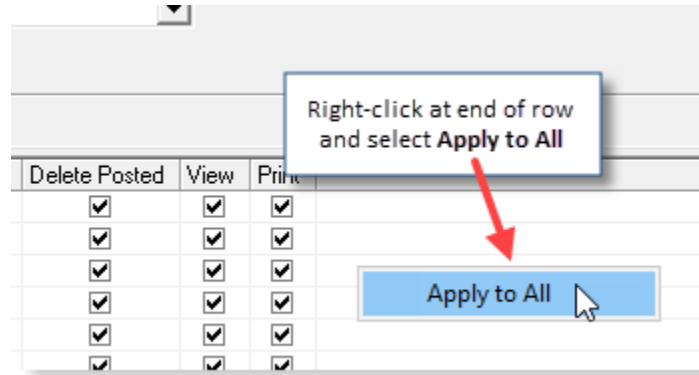 Right-click at end of row
and select Apply to All
Delete Posted View Print
Apply to All